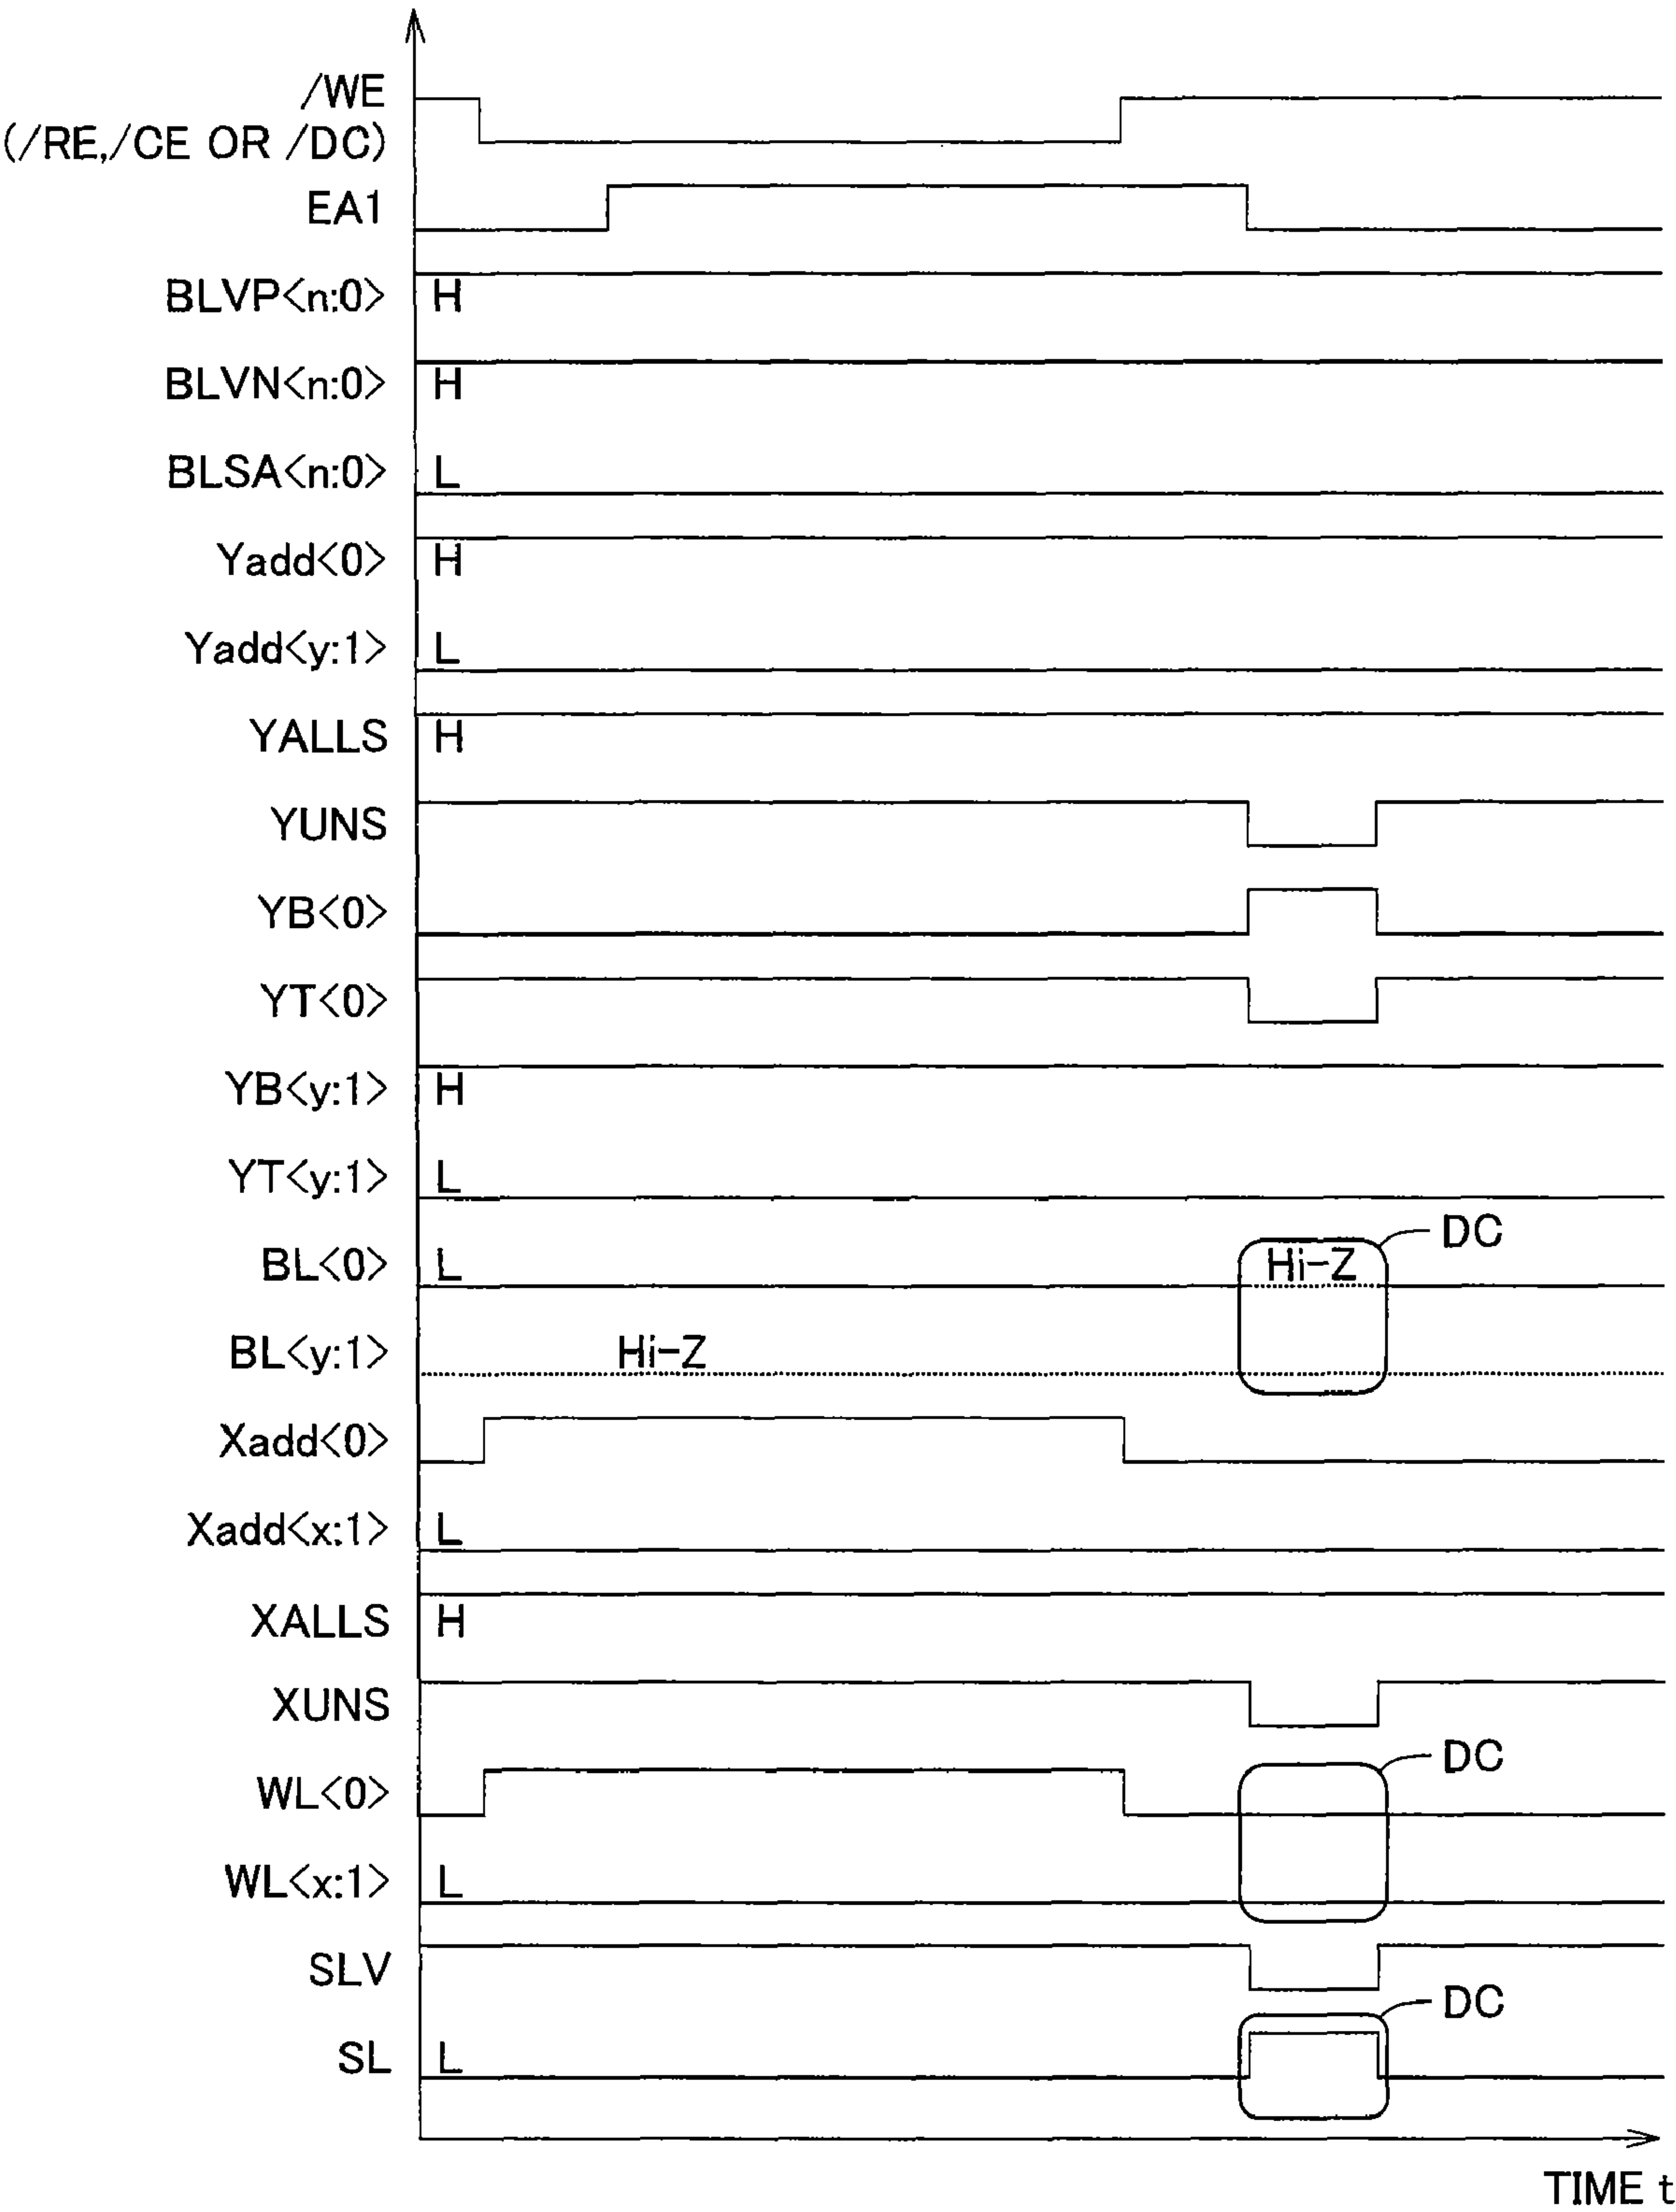 /WE
(/RE,/CE OR /DC)
EA1
BLVP<n:0> H
BLVN<n:0> H
BLSA<n:0> L
Yadd<0> H
Yadd<y:1> L
YALLS H
YUNS
YB<0>
YT<0>
YB<y:1> H
YT<y:1> L
DC
BL<0> L Hi-Z
BL<y:1> Hi-Z
Xadd<0>
Xadd<x:1> L
XALLS H
XUNS
DC
WL<0>
WL<x:1> L
SLV
DC
SL L
TIME t